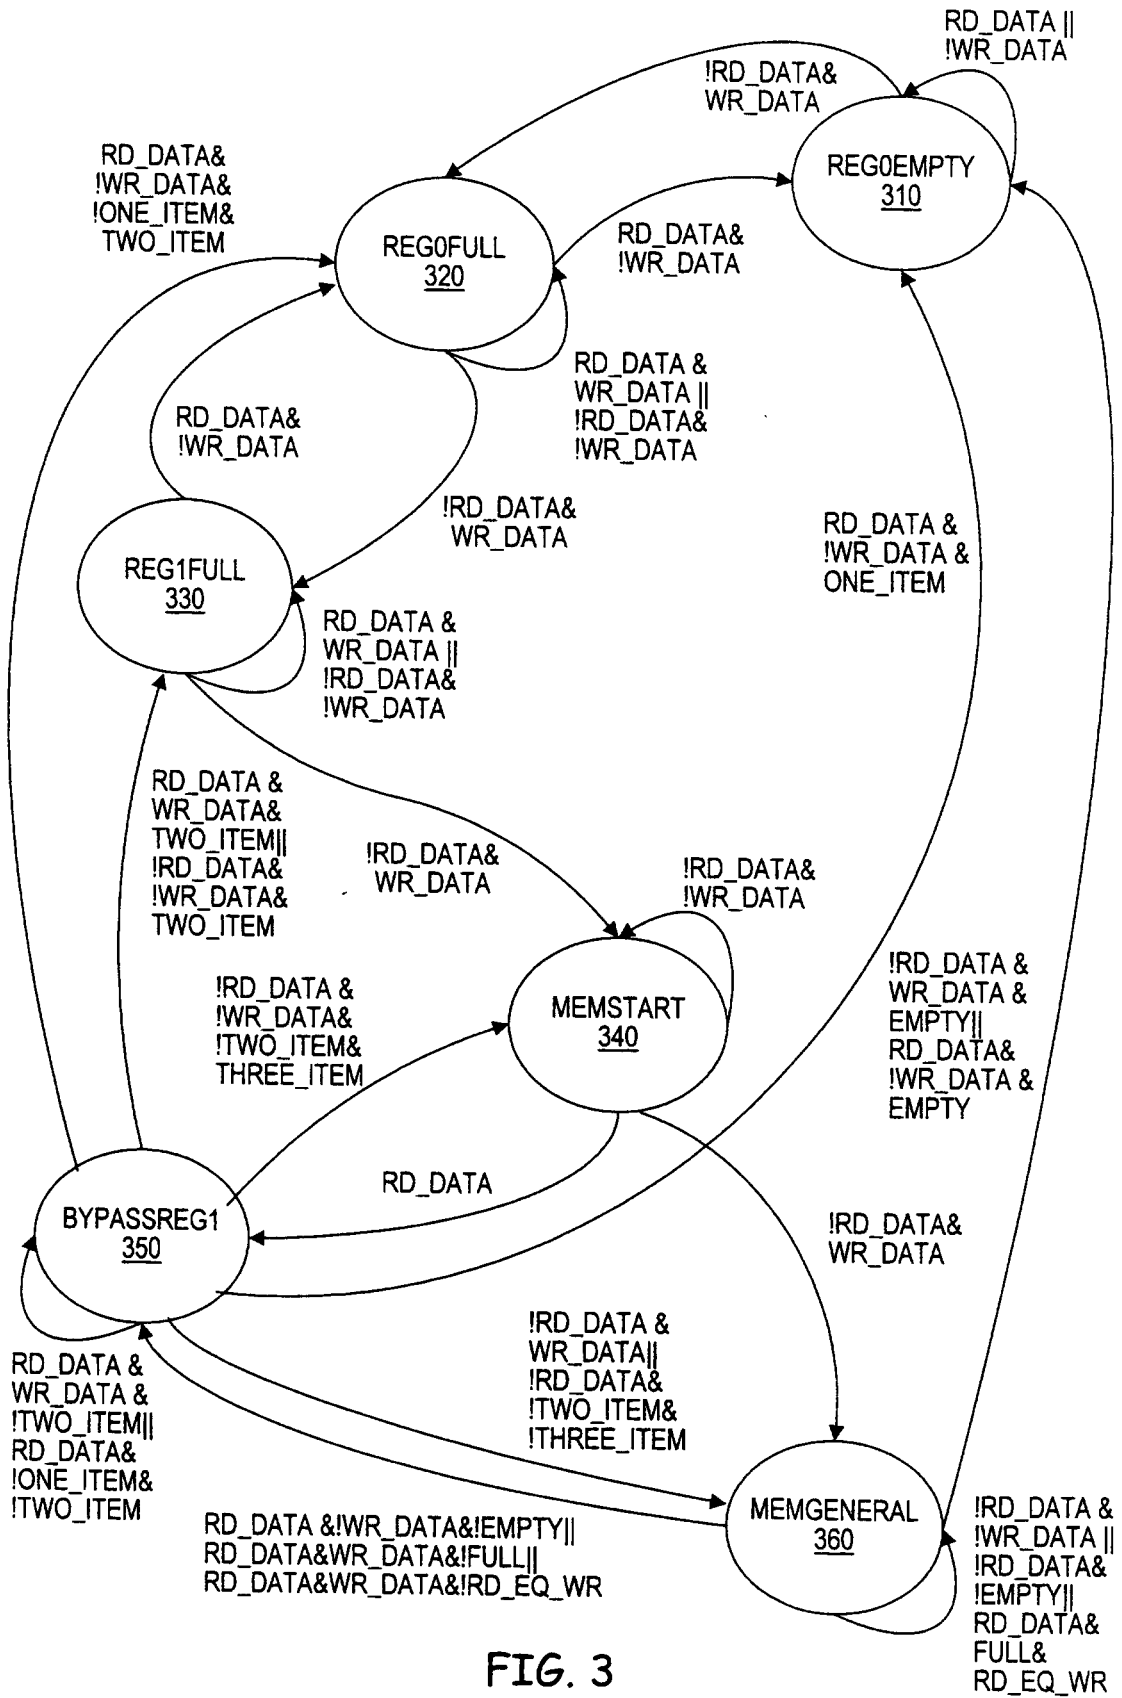 RD_DATA ||
!WR_DATA
!RD_DATA&
WR_DATA
REG0EMPTY
310
RD_DATA&
!WR_DATA&
!ONE_ITEM&
TWO_ITEM
REG0FULL
320
RD_DATA&
!WR_DATA
RD_DATA &
WR_DATA ||
!RD_DATA&
!WR_DATA
RD_DATA&
!WR_DATA
!RD_DATA&
WR_DATA
RD_DATA &
!WR_DATA &
ONE_ITEM
REG1FULL
330
RD_DATA &
WR_DATA ||
!RD_DATA&
!WR_DATA
RD_DATA &
WR_DATA&
TWO_ITEM||
!RD_DATA&
!WR_DATA&
TWO_ITEM
!RD_DATA&
WR_DATA
!RD_DATA&
!WR_DATA
!RD_DATA &
!WR_DATA&
!TWO_ITEM&
THREE_ITEM
MEMSTART
340
!RD_DATA &
WR_DATA &
EMPTY||
RD_DATA&
!WR_DATA &
EMPTY
RD_DATA
BYPASSREG1
350
!RD_DATA&
WR_DATA
!RD_DATA &
WR_DATA||
!RD_DATA&
!TWO_ITEM&
!THREE_ITEM
RD_DATA &
WR_DATA &
!TWO_ITEM||
RD_DATA&
!ONE_ITEM&
!TWO_ITEM
RD_DATA &!WR_DATA&!EMPTY||
RD_DATA&WR_DATA&!FULL||
RD_DATA&WR_DATA&!RD_EQ_WR
MEMGENERAL
360
!RD_DATA &
!WR_DATA ||
!RD_DATA&
!EMPTY||
RD_DATA&
FULL&
RD_EQ_WR
FIG. 3